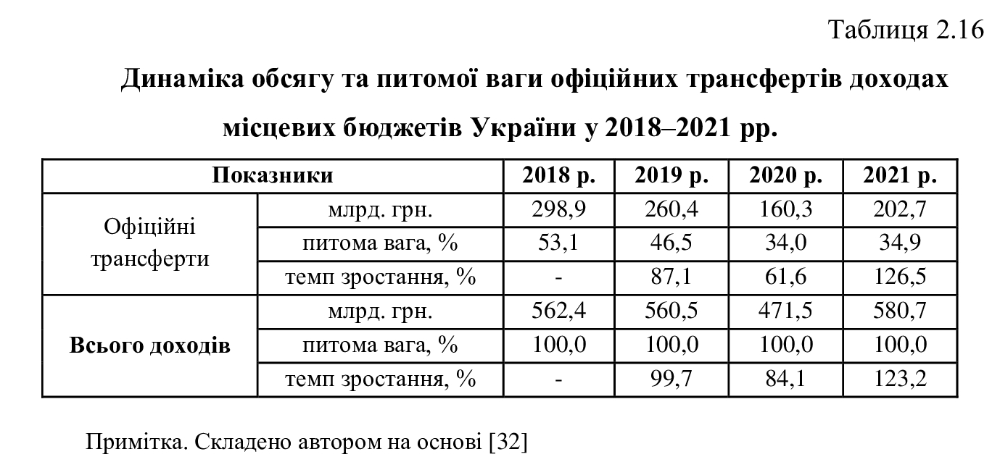 Таблиця 2.16
Динаміка обсягу та питомої ваги офіційних трансфертів доходах
місцевих бюджетів України у 2018–2021 рр.
Показники 2018 р. 2019 р. 2020 р. 2021 р.
Офіційні трансферти
млрд. грн. 298,9 260,4 160,3 202,7
питома вага, % 53,1 46,5 34,0 34,9
темп зростання, % - 87,1 61,6 126,5
Всього доходів
млрд. грн. 562,4 560,5 471,5 580,7
питома вага, % 100,0 100,0 100,0 100,0
темп зростання, % - 99,7 84,1 123,2
Примітка. Складено автором на основі [32]